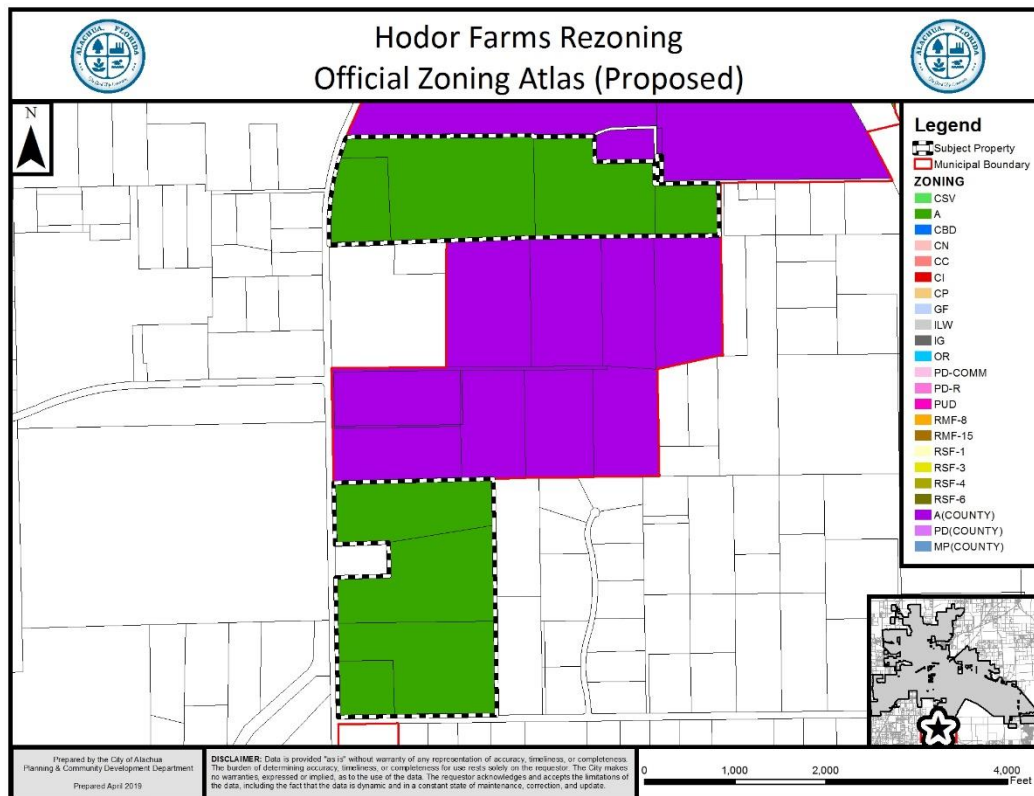 ALACHUA, FLORIDA
Hodor Farms Rezoning
Official Zoning Atlas (Proposed)
ALACHUA, FLORIDA
N
Legend
Subject Property
Municipal Boundary
ZONING
CSV
A
CBD
CN
CC
CI
CP
GF
ILW
IG
OR
PD-COMM
PD-R
PUD
RMF-8
RMF-15
RSF-1
RSF-3
RSF-4
RSF-6
A(COUNTY)
PD(COUNTY)
MP(COUNTY)
Prepared by the City of Alachua
Planning & Community Development Department
Prepared April 2019
DISCLAIMER: Data is provided "as is" without warranty of any representation of accuracy, timeliness, or completeness.
The burden of determining accuracy, timeliness, or completeness for use rests solely on the requestor. The City makes
no warranties, expressed or implied, as to the use of the data. The requestor acknowledges and accepts the limitations of
the data, including the fact that the data is dynamic and in a constant state of maintenance, correction, and update.
0 1,000 2,000 4,000
Feet